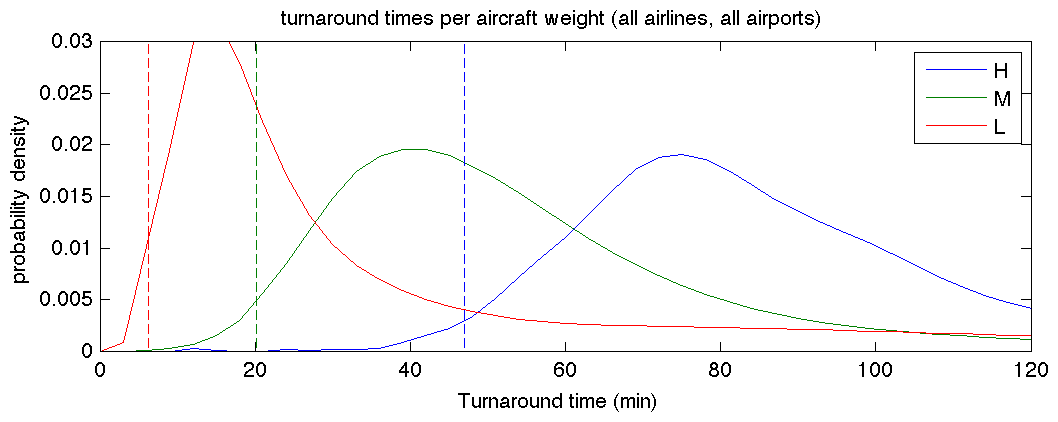 turnaround times per aircraft weight (all airlines, all airports)
0.03
0.025
0.02
0.015
0.01
0.005
0
probability density
H
M
L
0
20
40
60
80
100
120
Turnaround time (min)